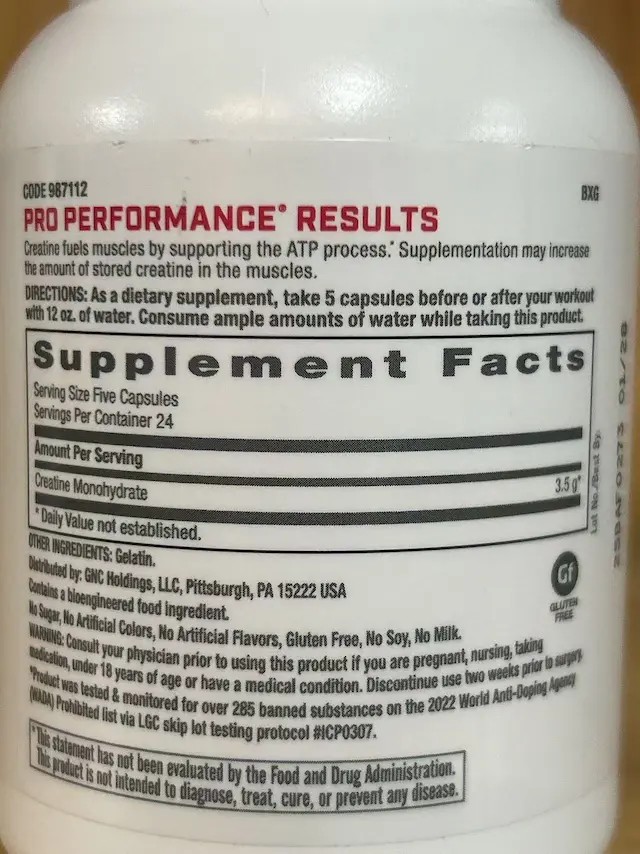 CODE 987112
BXG
PRO PERFORMANCE® RESULTS
Creatine fuels muscles by supporting the ATP process.* Supplementation may increase
the amount of stored creatine in the muscles.
DIRECTIONS: As a dietary supplement, take 5 capsules before or after your workout
with 12 oz. of water. Consume ample amounts of water while taking this product.
Supplement Facts
Serving Size Five Capsules
Servings Per Container 24
Amount Per Serving
Creatine Monohydrate 3.5 g*
* Daily Value not established.
OTHER INGREDIENTS: Gelatin.
Distributed by: GNC Holdings, LLC, Pittsburgh, PA 15222 USA
Contains a bioengineered food ingredient.
No Sugar, No Artificial Colors, No Artificial Flavors, Gluten Free, No Soy, No Milk.
WARNING: Consult your physician prior to using this product if you are pregnant, nursing, taking
medication, under 18 years of age or have a medical condition. Discontinue use two weeks prior to surgery.
*Product was tested & monitored for over 285 banned substances on the 2022 World Anti-Doping Agency
(WADA) Prohibited list via LGC skip lot testing protocol #ICP0307.
*This statement has not been evaluated by the Food and Drug Administration.
This product is not intended to diagnose, treat, cure, or prevent any disease.
Gf
GLUTEN
FREE
Lot No./Best By:
01/28